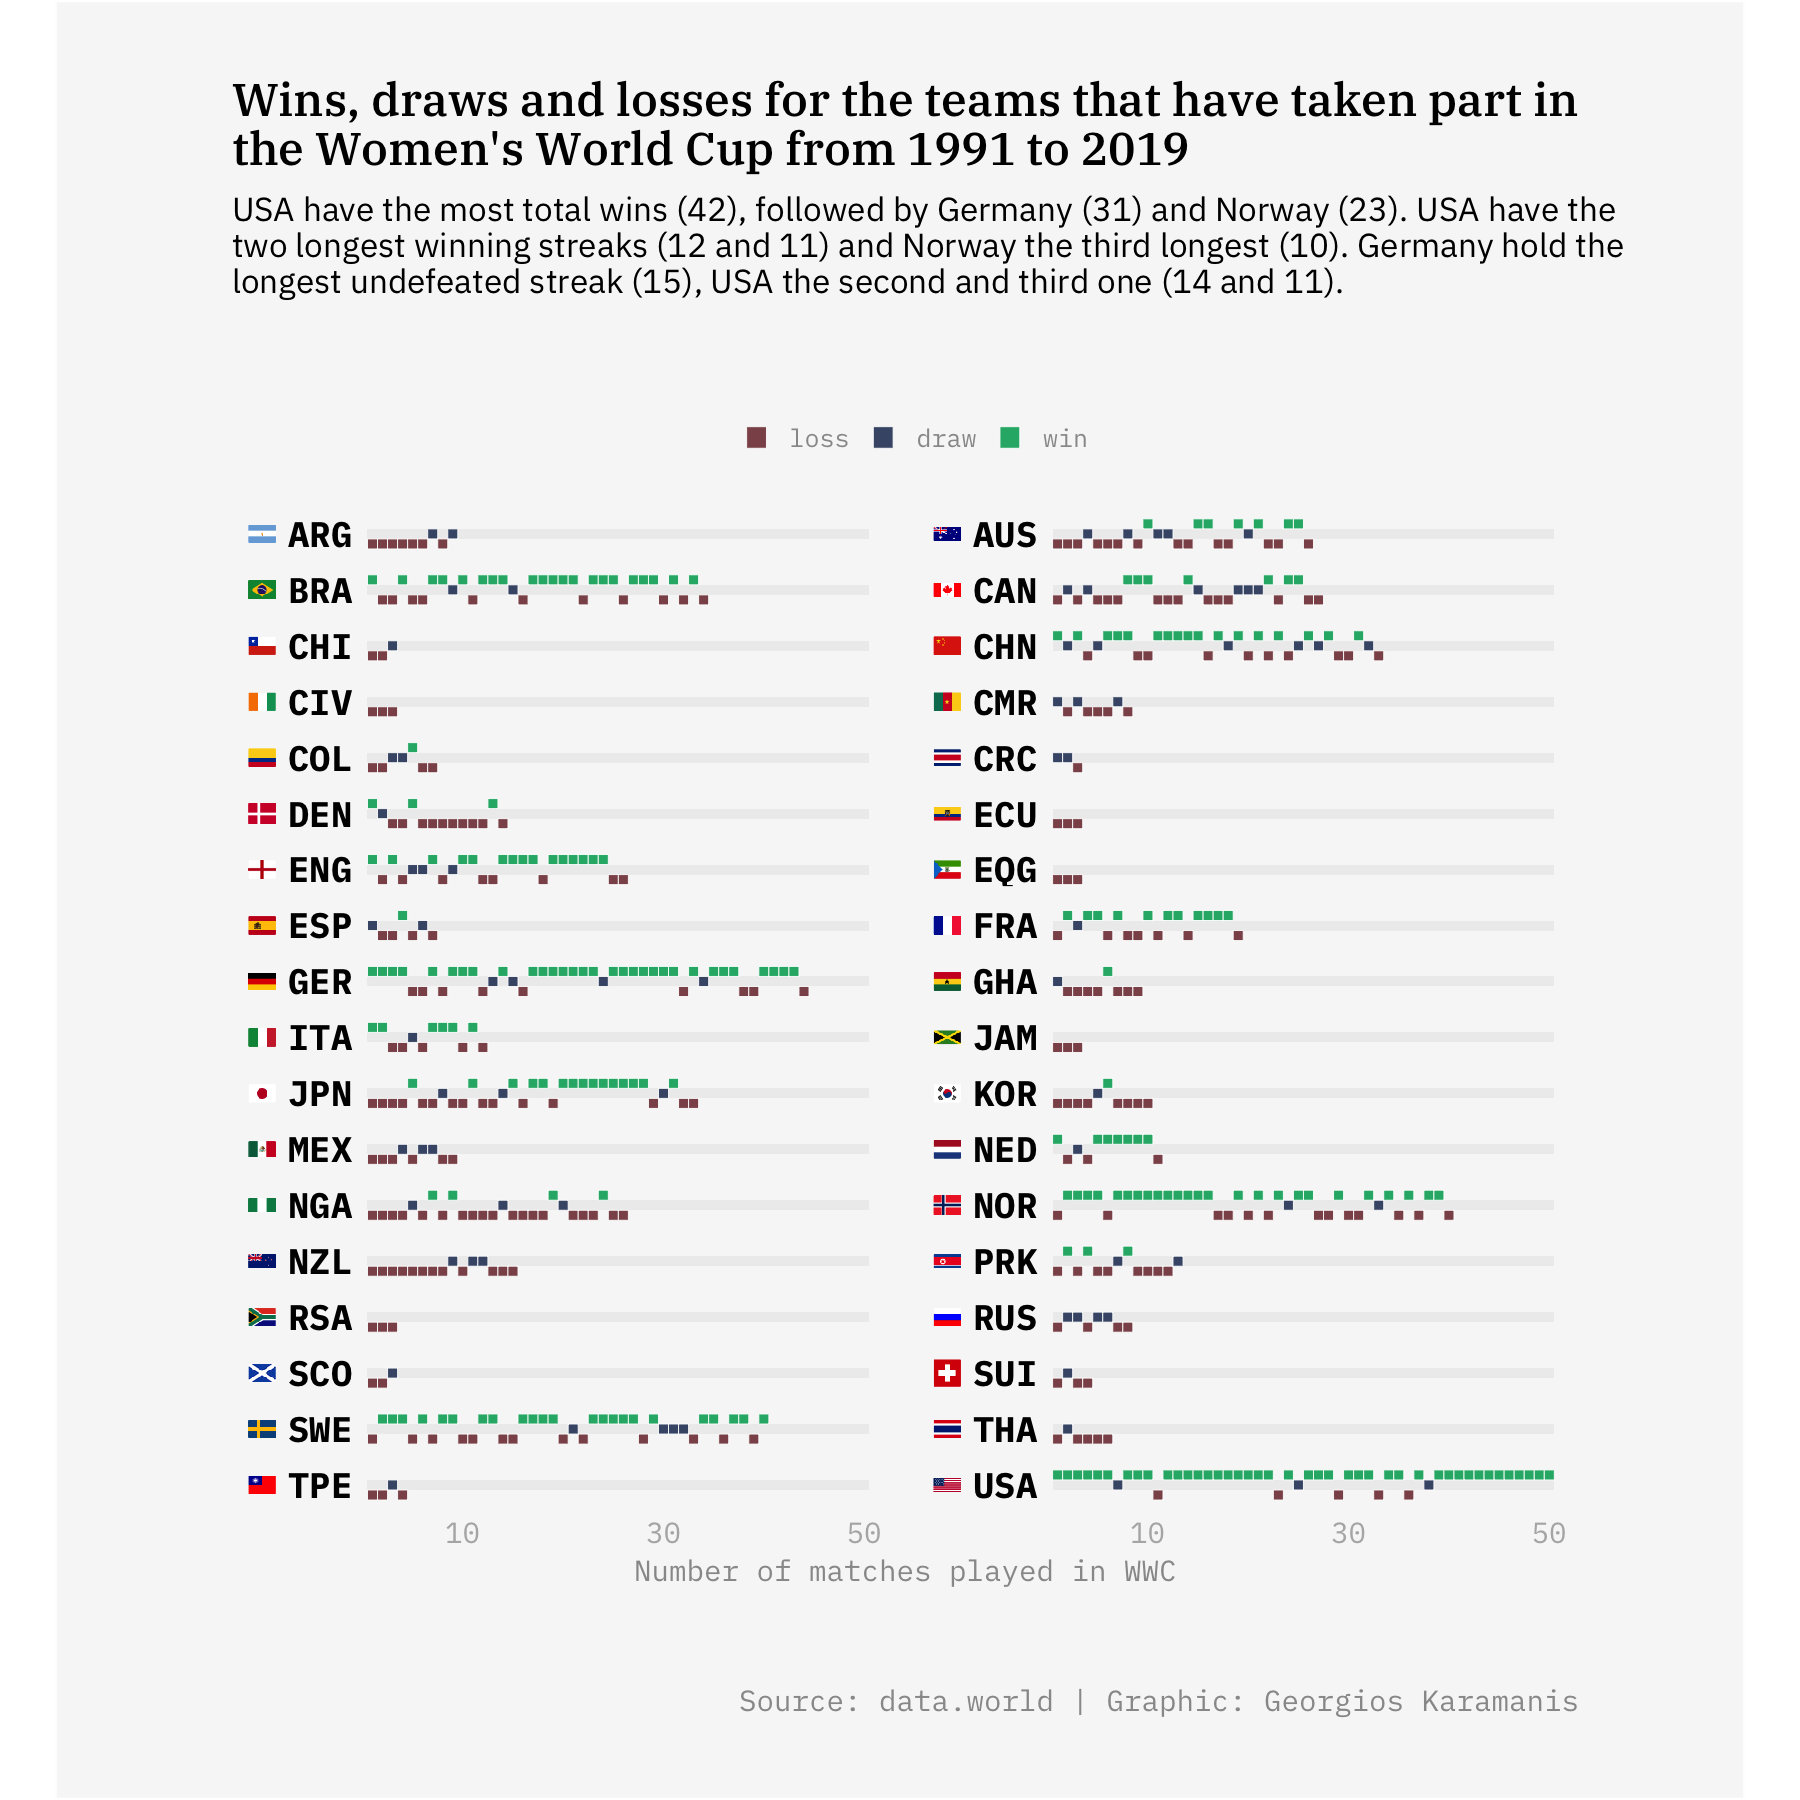 Wins, draws and losses for the teams that have taken part in
the Women's World Cup from 1991 to 2019
USA have the most total wins (42), followed by Germany (31) and Norway (23). USA have the
two longest winning streaks (12 and 11) and Norway the third longest (10). Germany hold the
longest undefeated streak (15), USA the second and third one (14 and 11).
loss draw win
ARG AUS
BRA CAN
CHI CHN
CIV CMR
COL CRC
DEN ECU
ENG EQG
ESP FRA
GER GHA
ITA JAM
JPN KOR
MEX NED
NGA NOR
NZL PRK
RSA RUS
SCO SUI
SWE THA
TPE USA
10 30 50 10 30 50
Number of matches played in WWC
Source: data.world | Graphic: Georgios Karamanis